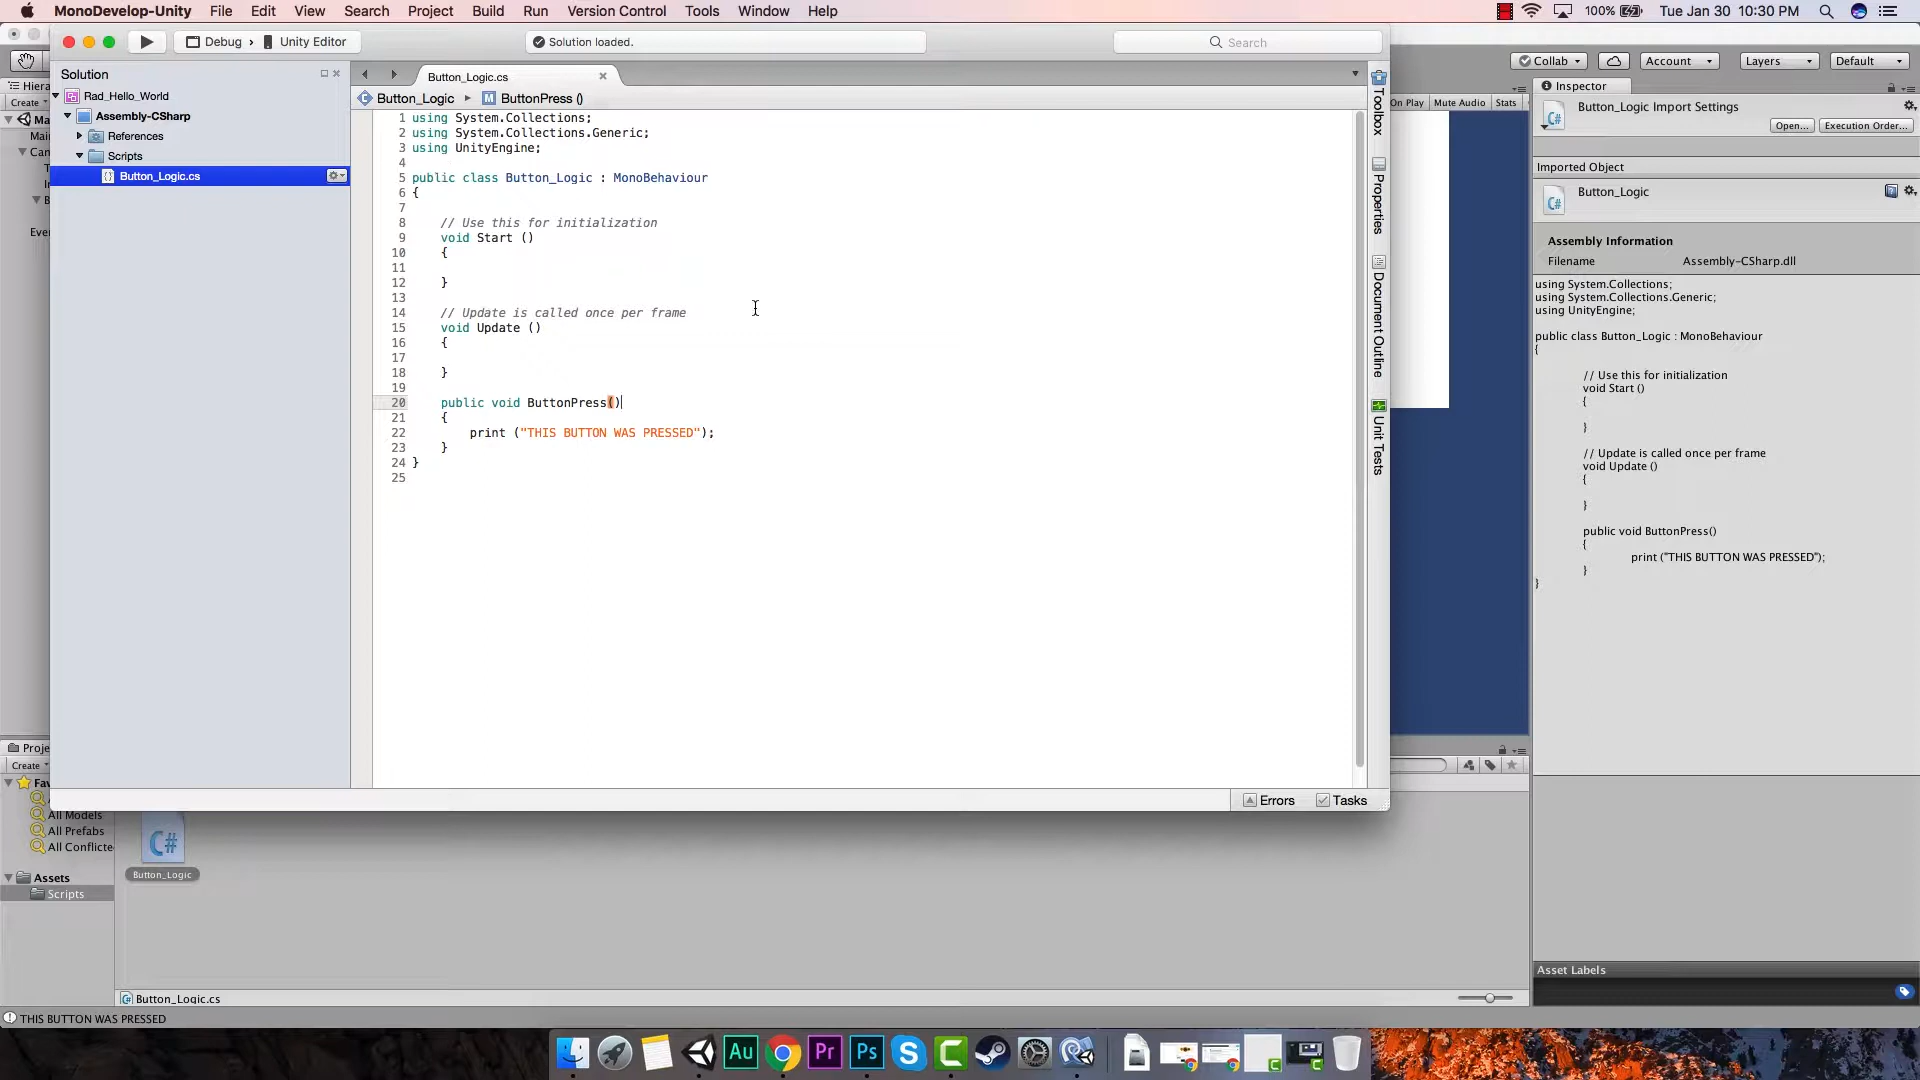 MonoDevelop-Unity File Edit View Search Project Build Run Version Control Tools Window Help 100% Tue Jan 30 10:30 PM
Debug › Unity Editor Solution loaded. Search
Collab Account Layers Default
Solution
Rad_Hello_World
Assembly-CSharp
References
Scripts
Button_Logic.cs
Hiera
Create
Ma
Mai
Can
T
In
B
Eve
Button_Logic.cs
Button_Logic ▸ M ButtonPress ()
1 using System.Collections;
2 using System.Collections.Generic;
3 using UnityEngine;
4
5 public class Button_Logic : MonoBehaviour
6 {
7
8 // Use this for initialization
9 void Start ()
10 {
11
12 }
13
14 // Update is called once per frame
15 void Update ()
16 {
17
18 }
19
20 public void ButtonPress()
21 {
22 print ("THIS BUTTON WAS PRESSED");
23 }
24 }
25
Toolbox
Properties
Document Outline
Unit Tests
On Play Mute Audio Stats
Errors Tasks
Inspector
Button_Logic Import Settings
Open... Execution Order...
Imported Object
C# Button_Logic
Assembly Information
Filename Assembly-CSharp.dll
using System.Collections;
using System.Collections.Generic;
using UnityEngine;
public class Button_Logic : MonoBehaviour
{
// Use this for initialization
void Start ()
{
}
// Update is called once per frame
void Update ()
{
}
public void ButtonPress()
{
print ("THIS BUTTON WAS PRESSED");
}
}
Asset Labels
Proje
Create
Fav
All Models
All Prefabs
All Conflicte
Assets
Scripts
C#
Button_Logic
Button_Logic.cs
THIS BUTTON WAS PRESSED
Au Pr Ps S C